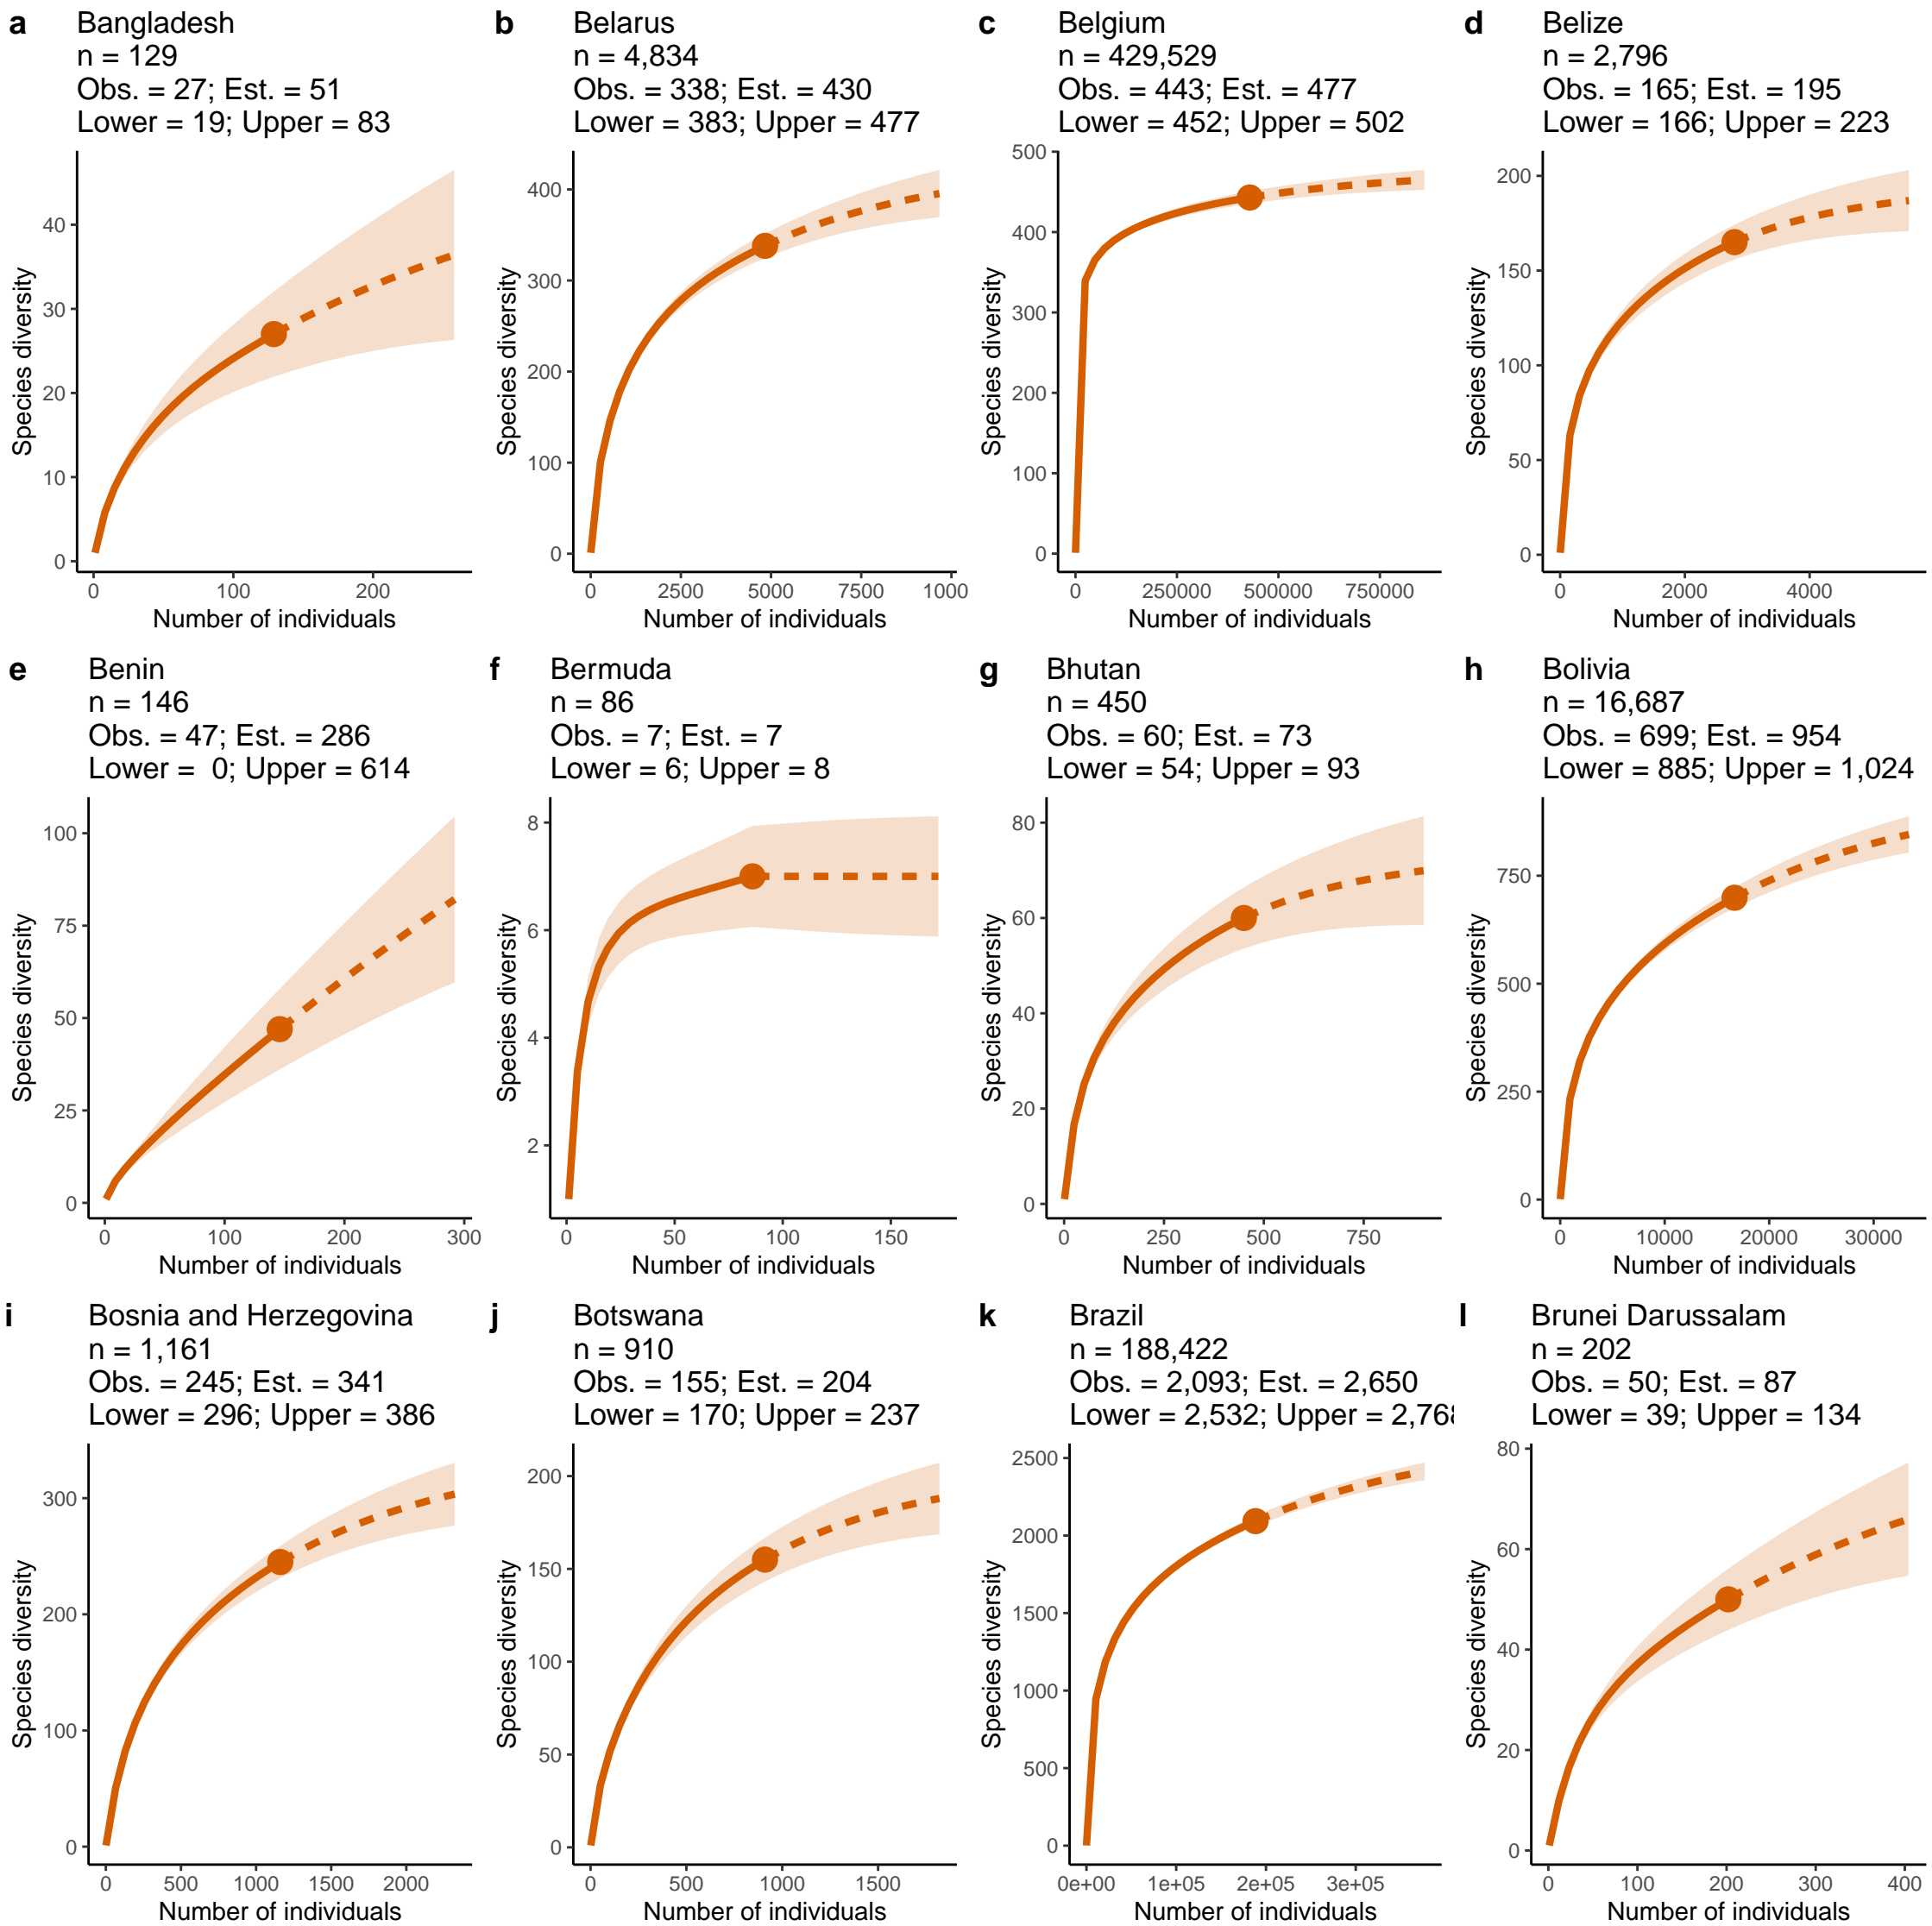 a Bangladesh
n = 129
Obs. = 27; Est. = 51
Lower = 19; Upper = 83
Species diversity
40
30
20
10
0
0 100 200
Number of individuals
b Belarus
n = 4,834
Obs. = 338; Est. = 430
Lower = 383; Upper = 477
Species diversity
400
300
200
100
0
0 2500 5000 7500 1000
Number of individuals
c Belgium
n = 429,529
Obs. = 443; Est. = 477
Lower = 452; Upper = 502
Species diversity
500
400
300
200
100
0
0 250000 500000 750000
Number of individuals
d Belize
n = 2,796
Obs. = 165; Est. = 195
Lower = 166; Upper = 223
Species diversity
200
150
100
50
0
0 2000 4000
Number of individuals
e Benin
n = 146
Obs. = 47; Est. = 286
Lower =  0; Upper = 614
Species diversity
100
75
50
25
0
0 100 200 300
Number of individuals
f Bermuda
n = 86
Obs. = 7; Est. = 7
Lower = 6; Upper = 8
Species diversity
8
6
4
2
0 50 100 150
Number of individuals
g Bhutan
n = 450
Obs. = 60; Est. = 73
Lower = 54; Upper = 93
Species diversity
80
60
40
20
0
0 250 500 750
Number of individuals
h Bolivia
n = 16,687
Obs. = 699; Est. = 954
Lower = 885; Upper = 1,024
Species diversity
750
500
250
0
0 10000 20000 30000
Number of individuals
i Bosnia and Herzegovina
n = 1,161
Obs. = 245; Est. = 341
Lower = 296; Upper = 386
Species diversity
300
200
100
0
0 500 1000 1500 2000
Number of individuals
j Botswana
n = 910
Obs. = 155; Est. = 204
Lower = 170; Upper = 237
Species diversity
200
150
100
50
0
0 500 1000 1500
Number of individuals
k Brazil
n = 188,422
Obs. = 2,093; Est. = 2,650
Lower = 2,532; Upper = 2,768
Species diversity
2500
2000
1500
1000
500
0
0e+00 1e+05 2e+05 3e+05
Number of individuals
l Brunei Darussalam
n = 202
Obs. = 50; Est. = 87
Lower = 39; Upper = 134
Species diversity
80
60
40
20
0
0 100 200 300 400
Number of individuals